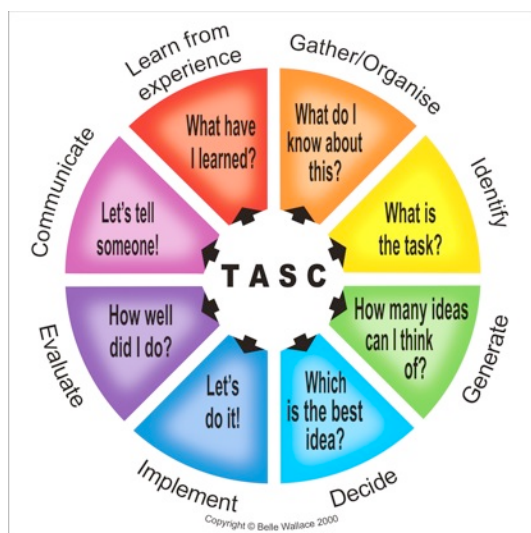 Gather/Organise
What do I
know about
this?
Identify
What is
the task?
Generate
How many ideas
can I think
of?
Decide
Which
is the best
idea?
Implement
Let's
do it!
Evaluate
How well
did I do?
Communicate
Let's tell
someone!
Learn from
experience
What have
I learned?
TASC
Copyright © Belle Wallace 2000